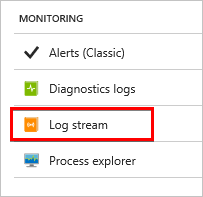 MONITORING
Alerts (Classic)
Diagnostics logs
Log stream
Process explorer